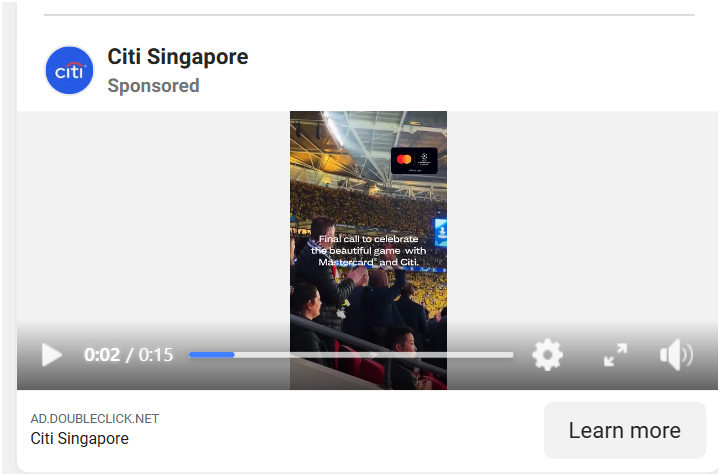 citi
Citi Singapore
Sponsored
Final call to celebrate
the beautiful game with
Mastercard® and Citi.
0:02 / 0:15
AD.DOUBLECLICK.NET
Citi Singapore
Learn more